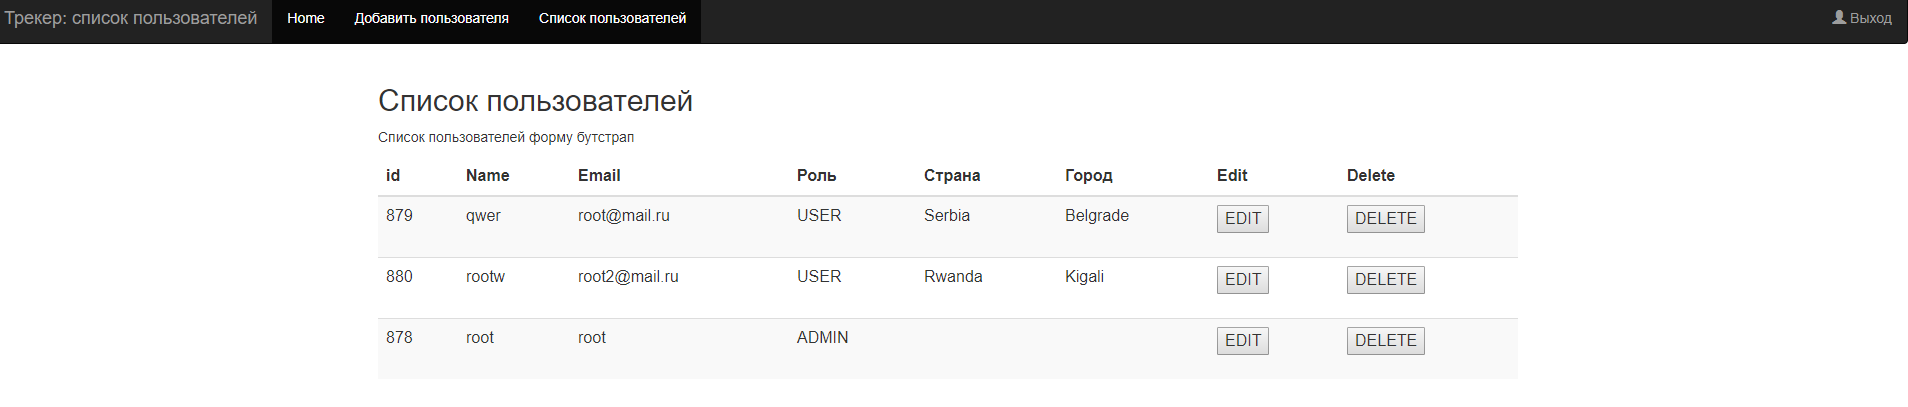 Трекер: список пользователей Home Добавить пользователя Список пользователей Выход
Список пользователей
Список пользователей форму бутстрап
id Name Email Роль Страна Город Edit Delete
879 qwer root@mail.ru USER Serbia Belgrade EDIT DELETE
880 rootw root2@mail.ru USER Rwanda Kigali EDIT DELETE
878 root root ADMIN EDIT DELETE